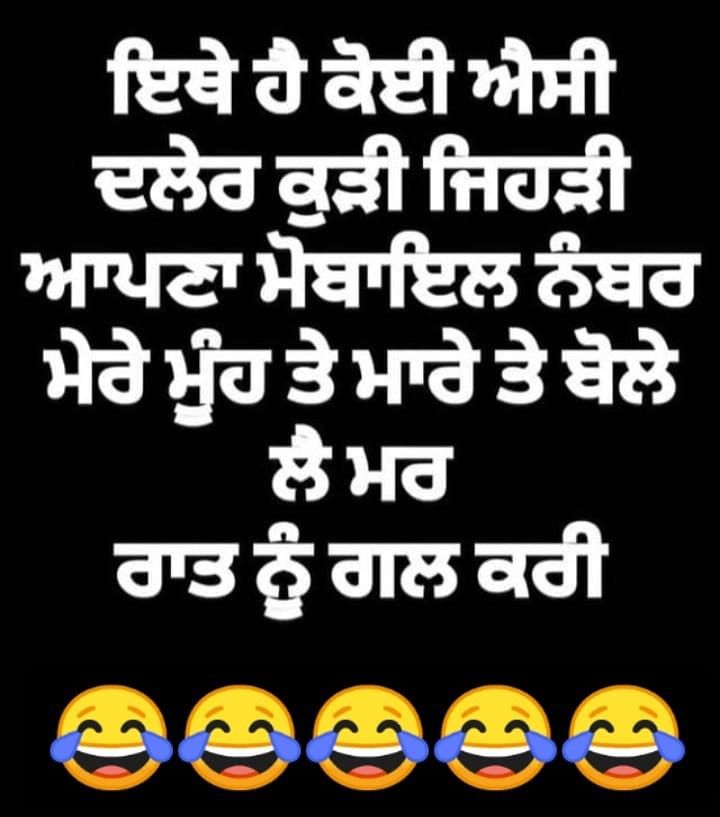 ਇਥੇ ਹੈ ਕੋਈ ਐਸੀ
ਦਲੇਰ ਕੁੜੀ ਜਿਹੜੀ
ਆਪਣਾ ਮੋਬਾਇਲ ਨੰਬਰ
ਮੇਰੇ ਮੂੰਹ ਤੇ ਮਾਰੇ ਤੇ ਬੋਲੇ
ਲੈ ਮਰ
ਰਾਤ ਨੂੰ ਗਲ ਕਰੀ
😂😂😂😂😂